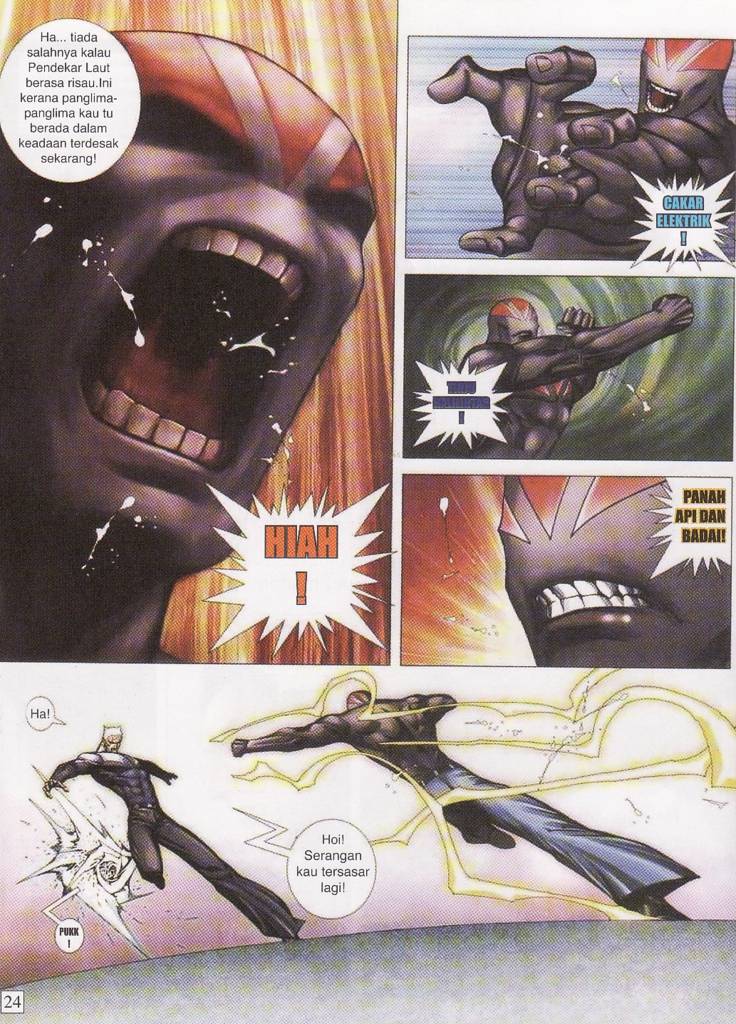 Ha... tiada
salahnya kalau
Pendekar Laut
berasa risau.Ini
kerana panglima-
panglima kau tu
berada dalam
keadaan terdesak
sekarang!
HIAH
!
CAKAR
ELEKTRIK
!
!
PANAH
API DAN
BADAI!
Ha!
Hoi!
Serangan
kau tersasar
lagi!
PUKK
!
24